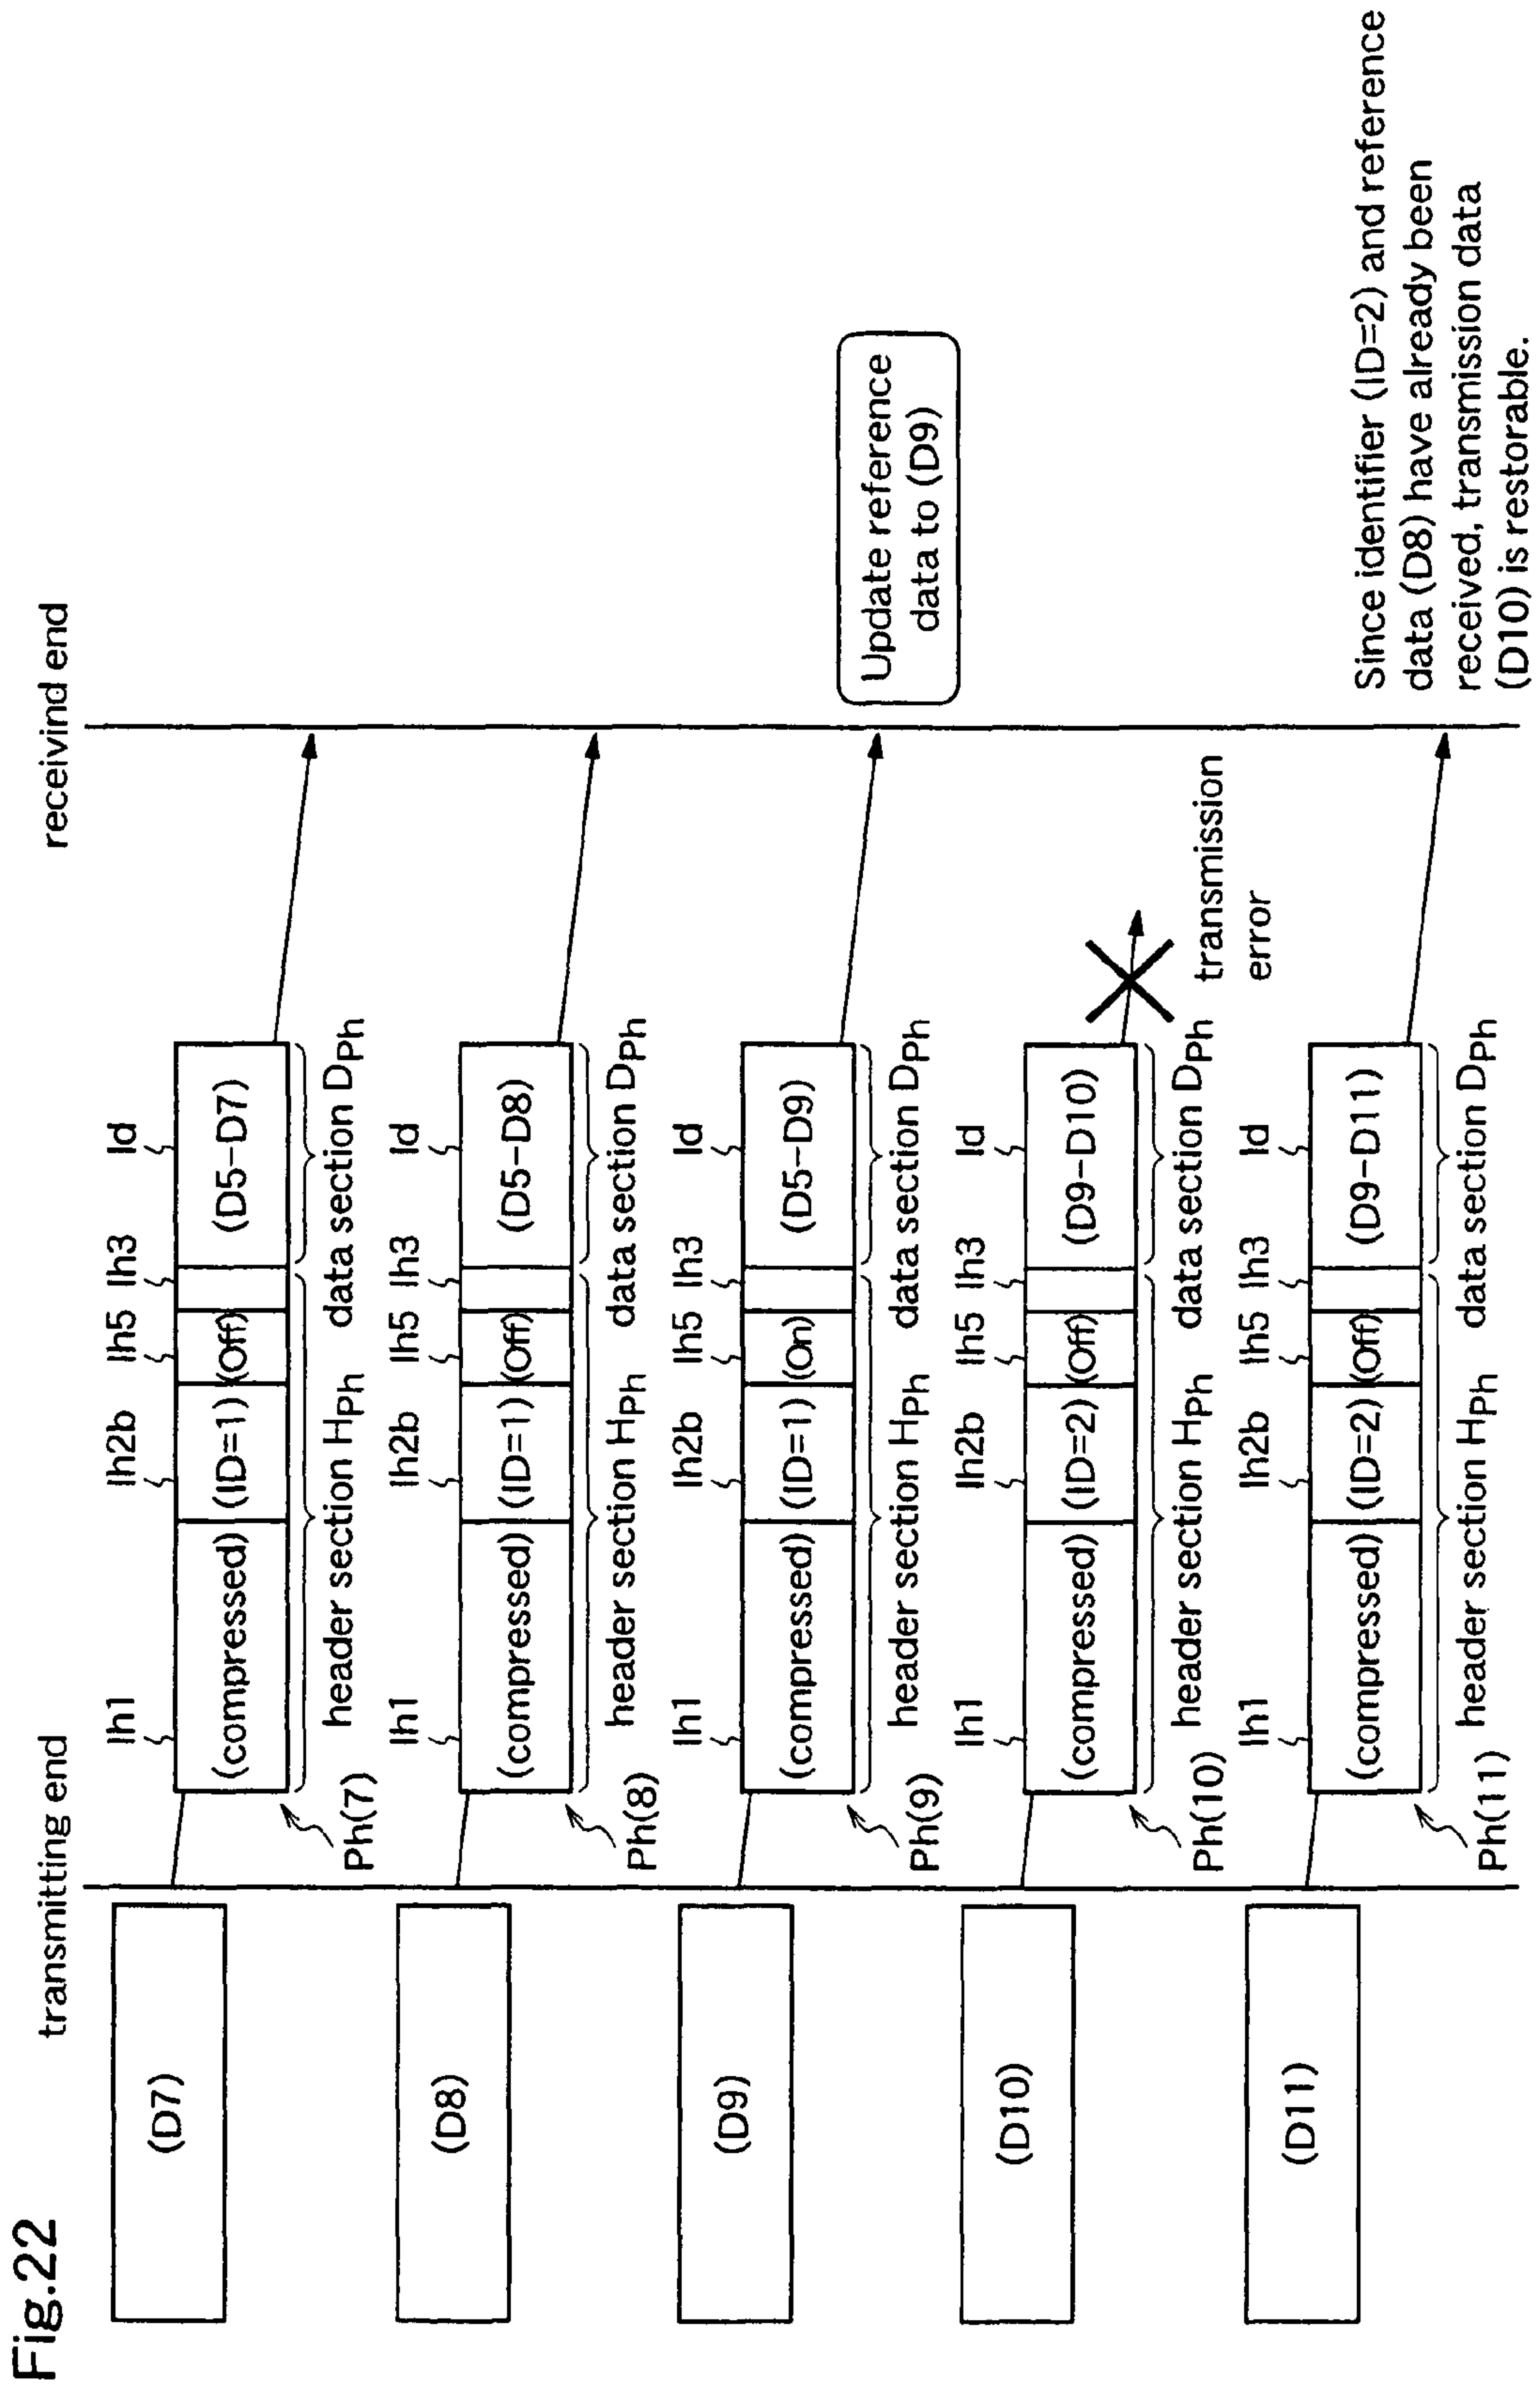 Fig.22
transmitting end
receivind end
(D7)
Ih1
Ih2b
Ih5
Ih3
Id
(compressed)
(ID=1)
(Off)
(D5-D7)
header section HPh
data section DPh
Ph(7)
(D8)
Ih1
Ih2b
Ih5
Ih3
Id
(compressed)
(ID=1)
(Off)
(D5-D8)
header section HPh
data section DPh
Ph(8)
(D9)
Ih1
Ih2b
Ih5
Ih3
Id
(compressed)
(ID=1)
(On)
(D5-D9)
header section HPh
data section DPh
Ph(9)
Update reference
data to (D9)
(D10)
Ih1
Ih2b
Ih5
Ih3
Id
(compressed)
(ID=2)
(Off)
(D9-D10)
header section HPh
data section DPh
Ph(10)
transmission
error
(D11)
Ih1
Ih2b
Ih5
Ih3
Id
(compressed)
(ID=2)
(Off)
(D9-D11)
header section HPh
data section DPh
Ph(11)
Since identifier (ID=2) and reference
data (D8) have already been
received, transmission data
(D10) is restorable.